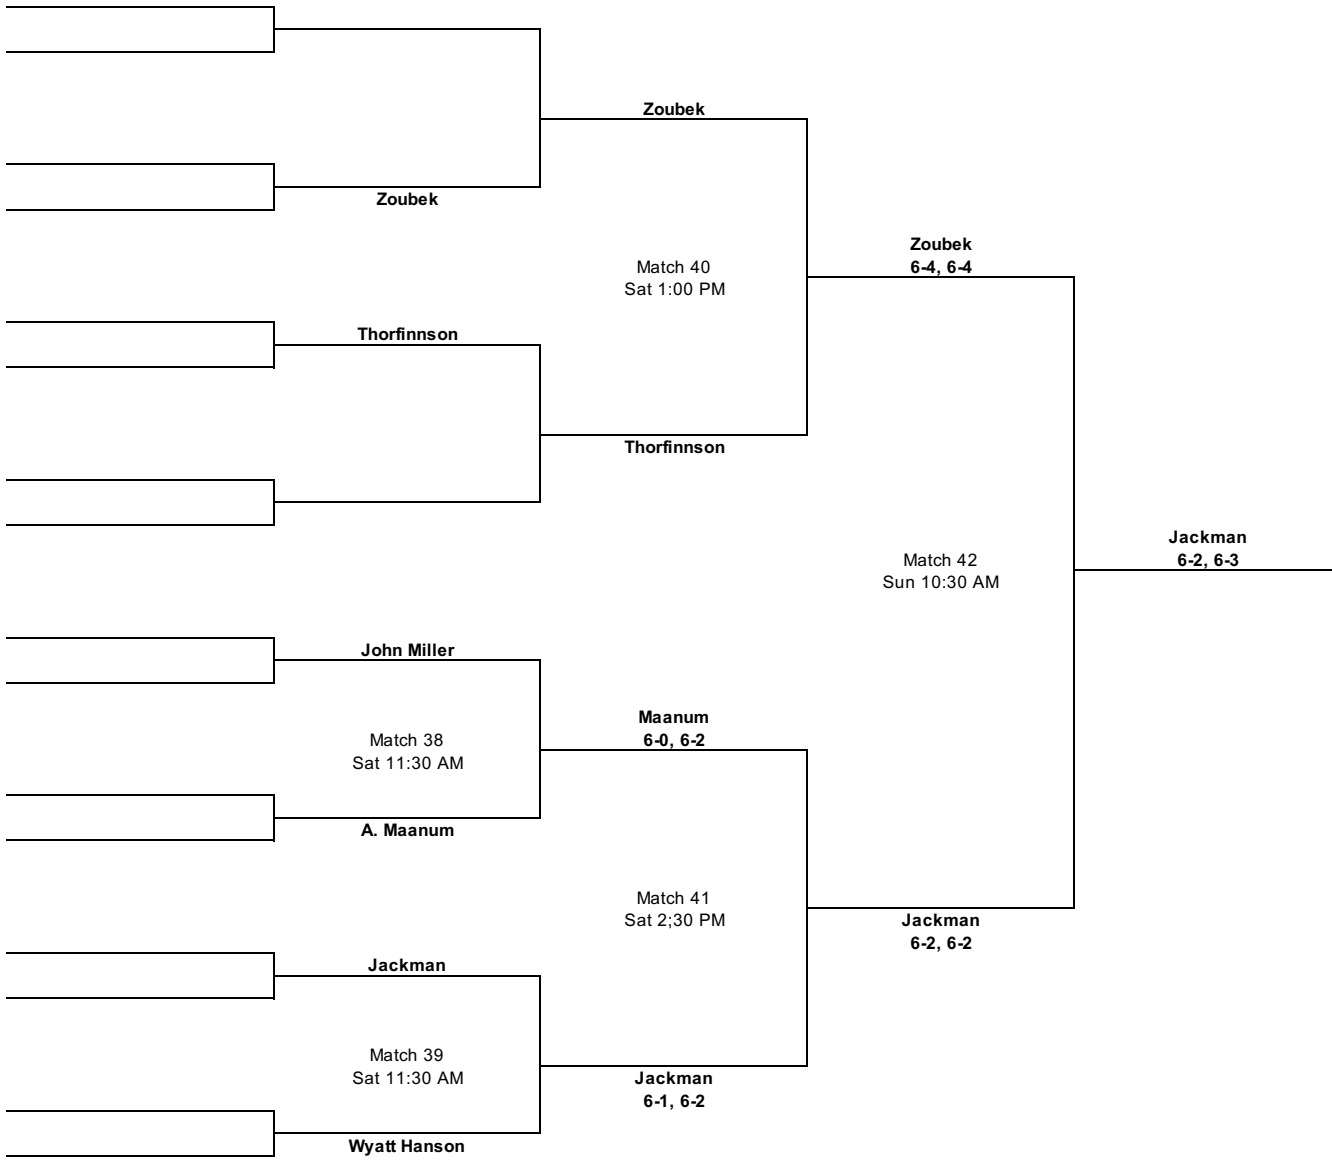 Zoubek
Zoubek
Zoubek
6-4, 6-4
Match 40
Sat 1:00 PM
Thorfinnson
Thorfinnson
Jackman
6-2, 6-3
Match 42
Sun 10:30 AM
John Miller
Maanum
6-0, 6-2
Match 38
Sat 11:30 AM
A. Maanum
Match 41
Sat 2;30 PM
Jackman
6-2, 6-2
Jackman
Match 39
Sat 11:30 AM
Jackman
6-1, 6-2
Wyatt Hanson